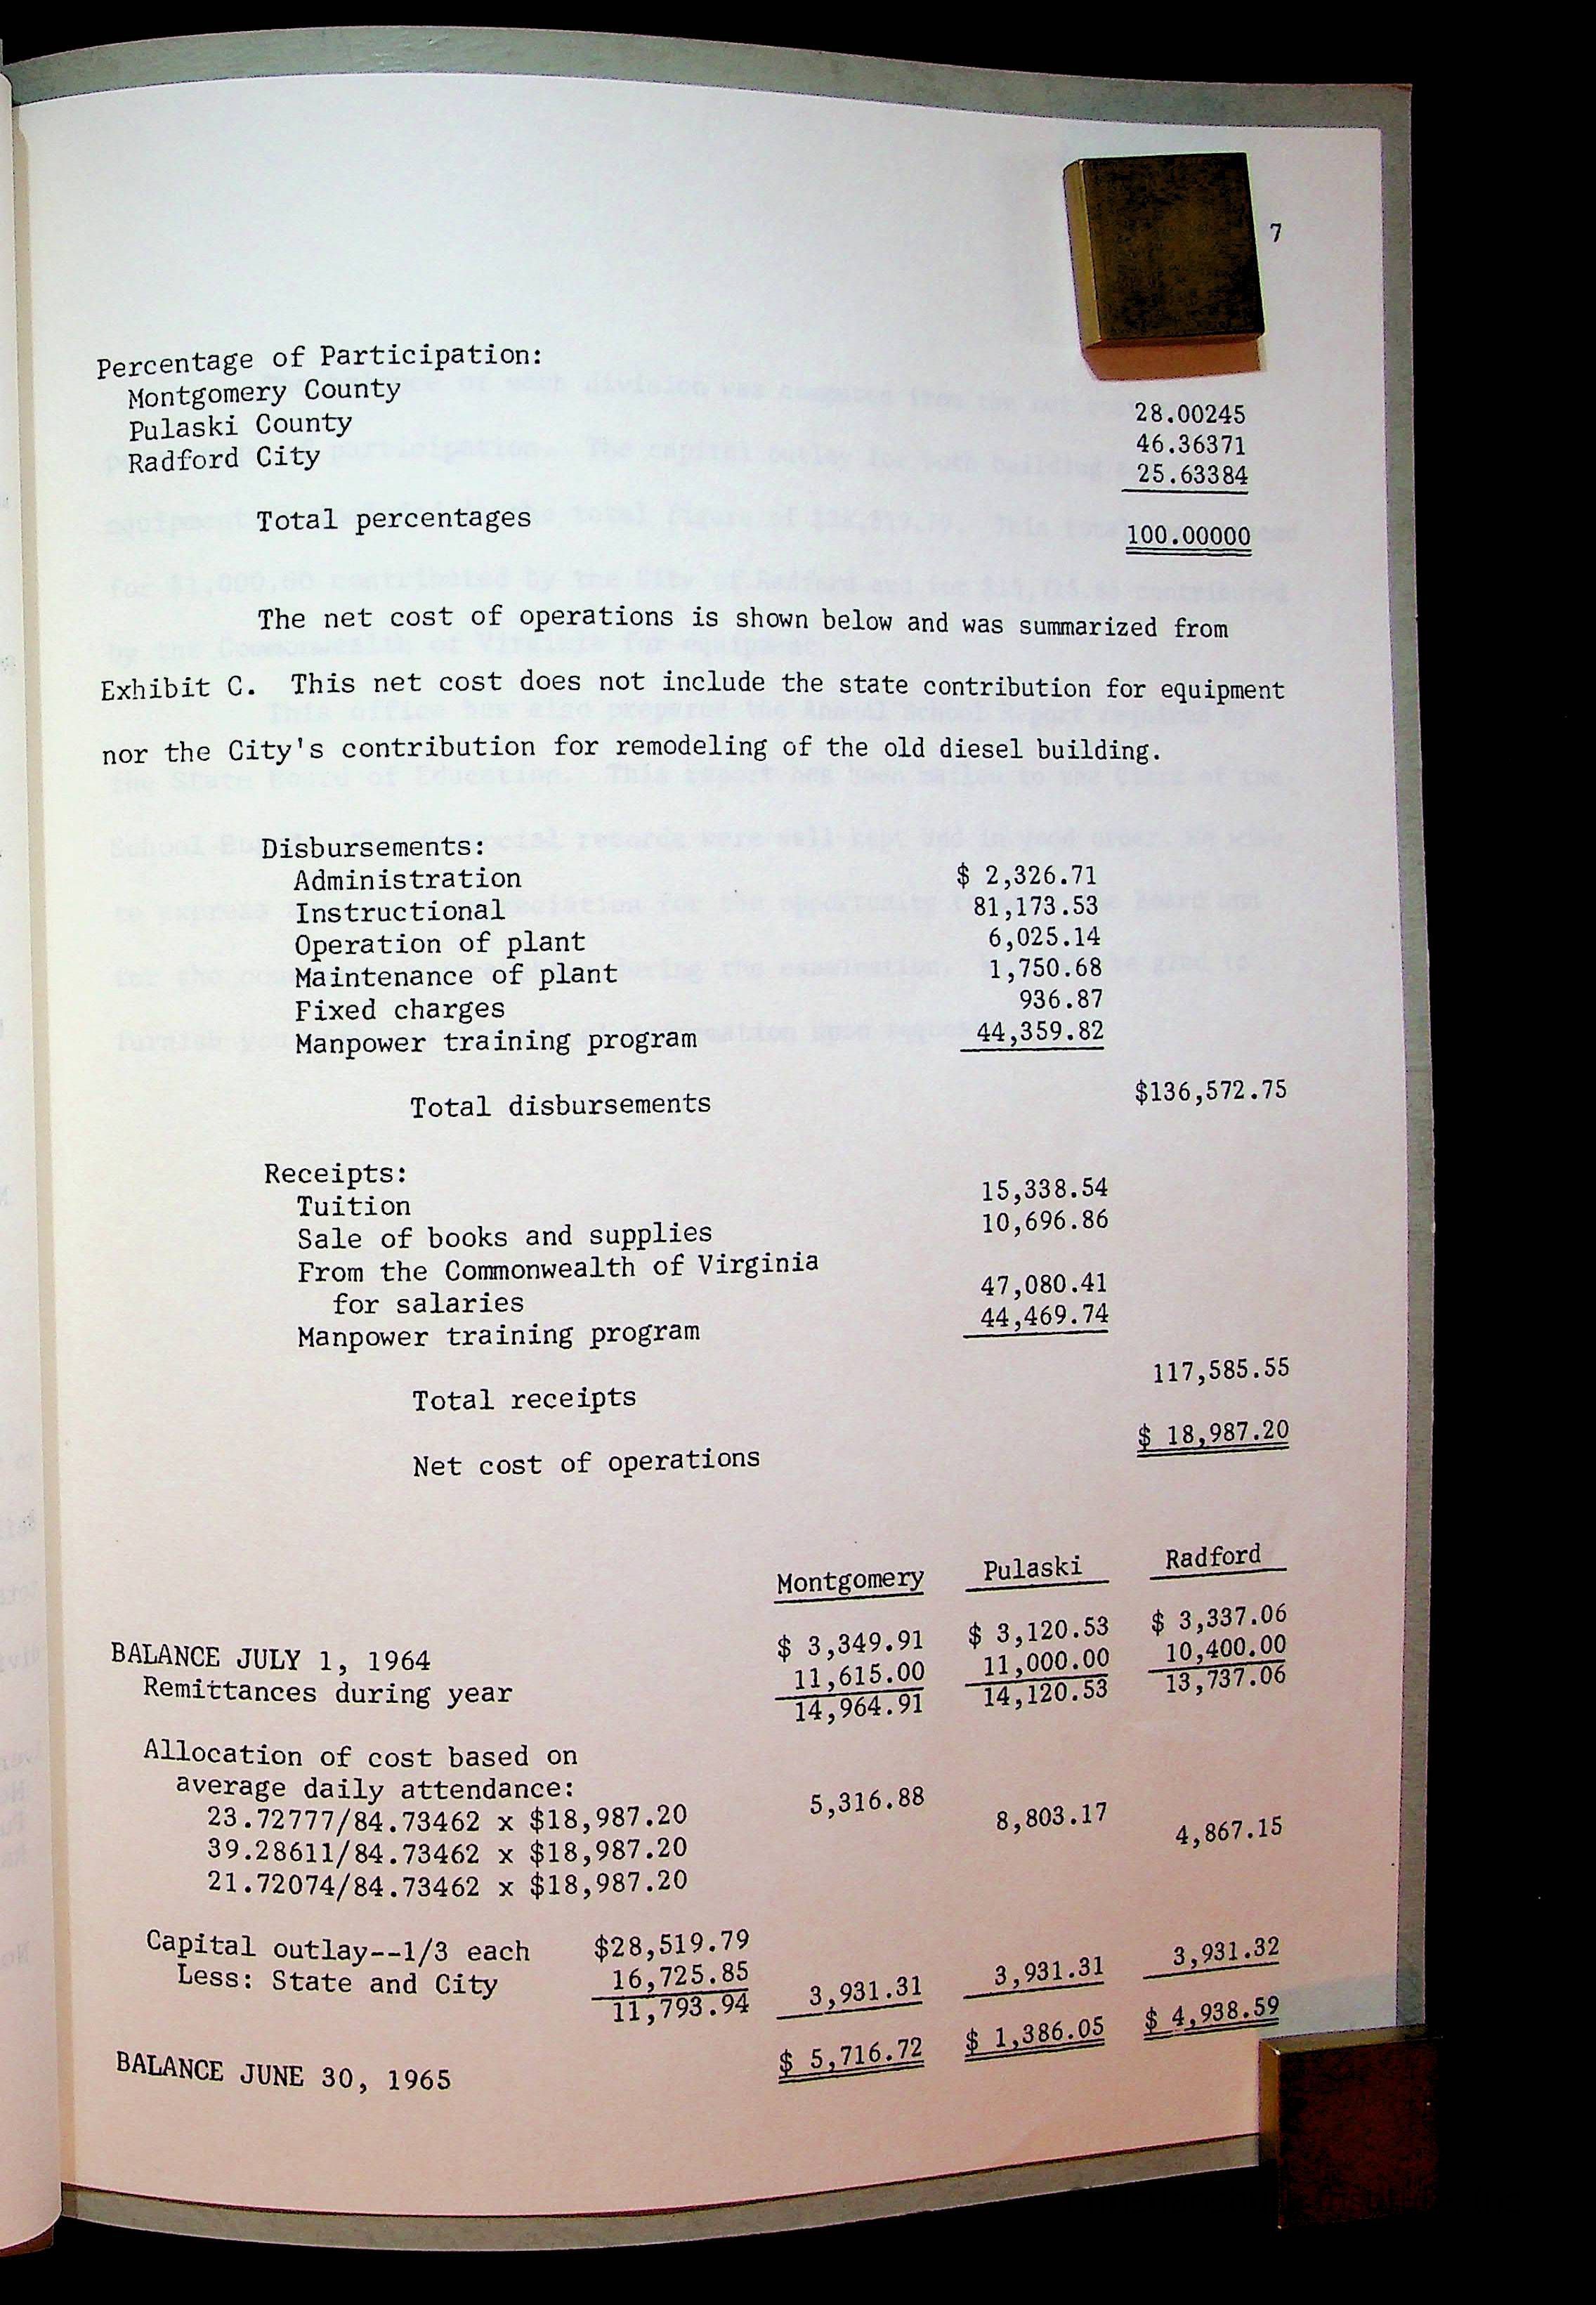 7
Percentage of Participation:
Montgomery County 28.00245
Pulaski County 46.36371
Radford City 25.63384
Total percentages 100.00000
The net cost of operations is shown below and was summarized from
Exhibit C. This net cost does not include the state contribution for equipment
nor the City's contribution for remodeling of the old diesel building.
Disbursements:
Administration $ 2,326.71
Instructional 81,173.53
Operation of plant 6,025.14
Maintenance of plant 1,750.68
Fixed charges 936.87
Manpower training program 44,359.82
Total disbursements $136,572.75
Receipts:
Tuition 15,338.54
Sale of books and supplies 10,696.86
From the Commonwealth of Virginia
for salaries 47,080.41
Manpower training program 44,469.74
Total receipts 117,585.55
Net cost of operations $ 18,987.20
Montgomery Pulaski Radford
BALANCE JULY 1, 1964 $ 3,349.91 $ 3,120.53 $ 3,337.06
Remittances during year 11,615.00 11,000.00 10,400.00
14,964.91 14,120.53 13,737.06
Allocation of cost based on
average daily attendance:
23.72777/84.73462 x $18,987.20 5,316.88
39.28611/84.73462 x $18,987.20 8,803.17
21.72074/84.73462 x $18,987.20 4,867.15
Capital outlay--1/3 each $28,519.79
Less: State and City 16,725.85
11,793.94 3,931.31 3,931.31 3,931.32
BALANCE JUNE 30, 1965 $ 5,716.72 $ 1,386.05 $ 4,938.59